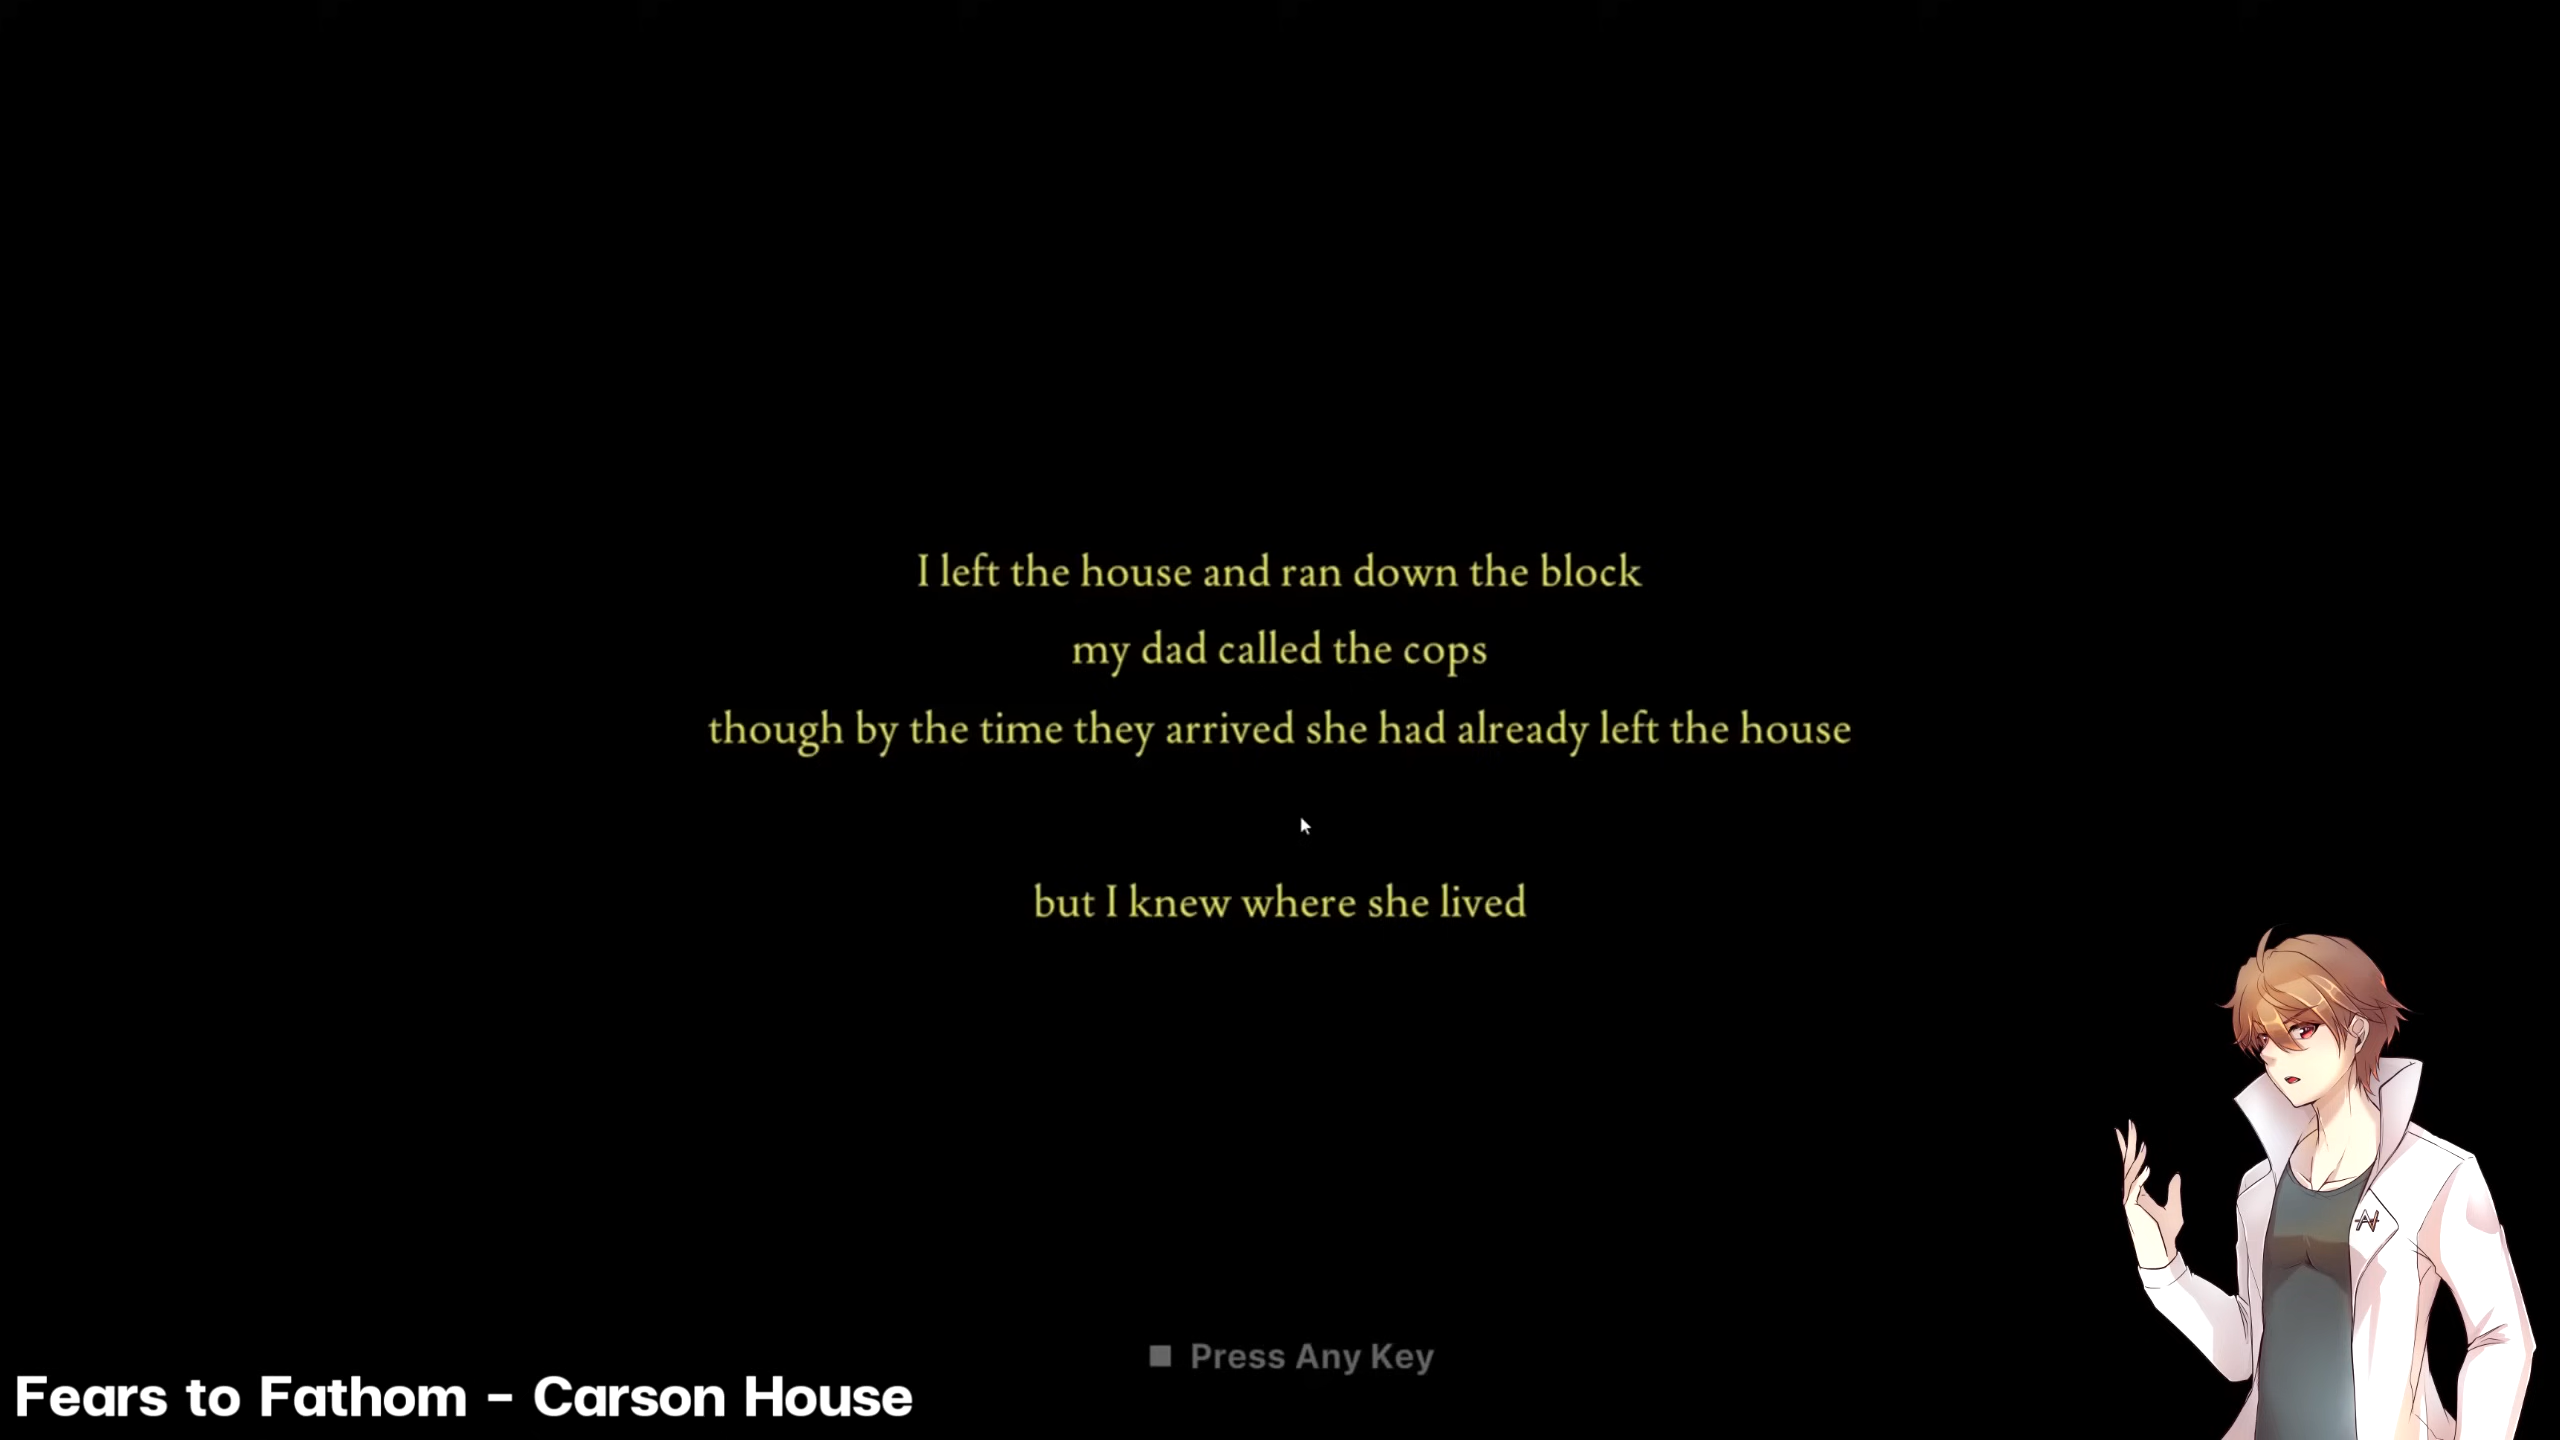 I left the house and ran down the block
my dad called the cops
though by the time they arrived she had already left the house
but I knew where she lived
Press Any Key
Fears to Fathom - Carson House